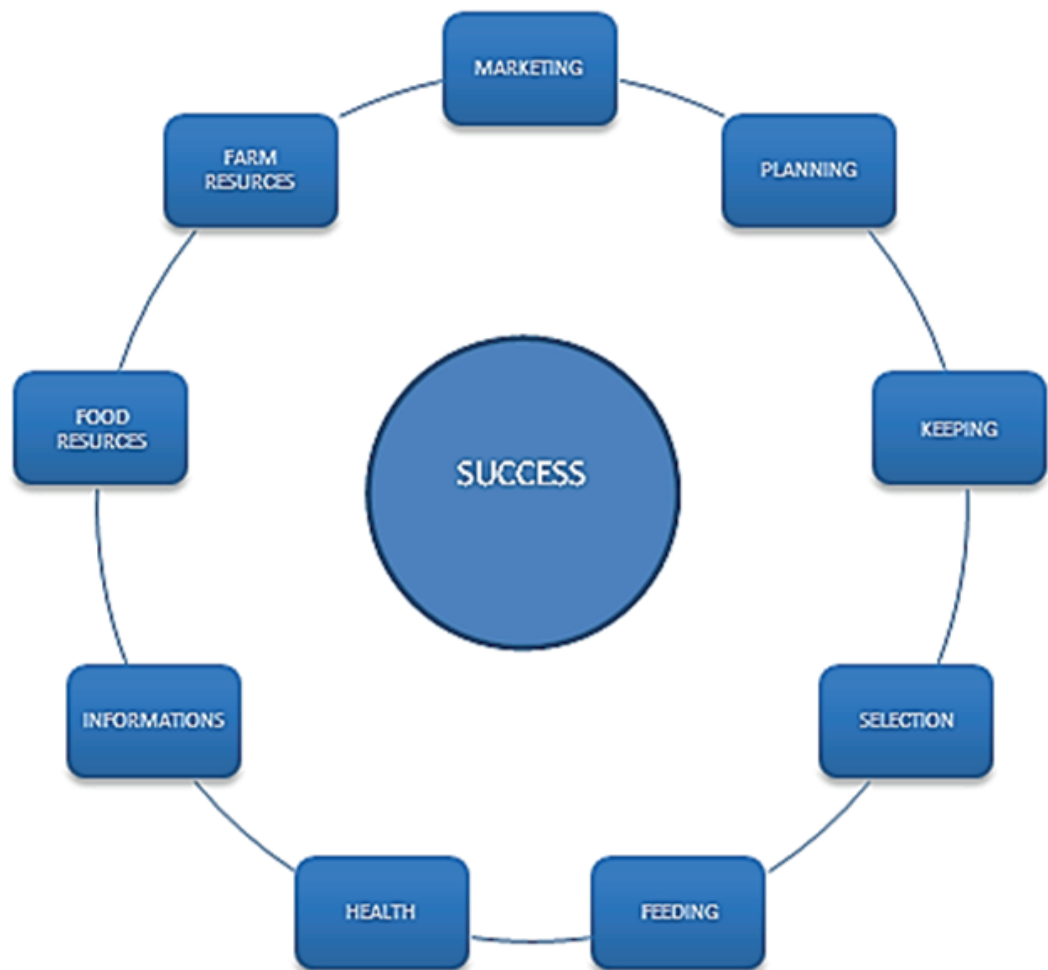 MARKETING
PLANNING
KEEPING
SELECTION
FEEDING
HEALTH
INFORMATIONS
FOOD
RESURCES
FARM
RESURCES
SUCCESS